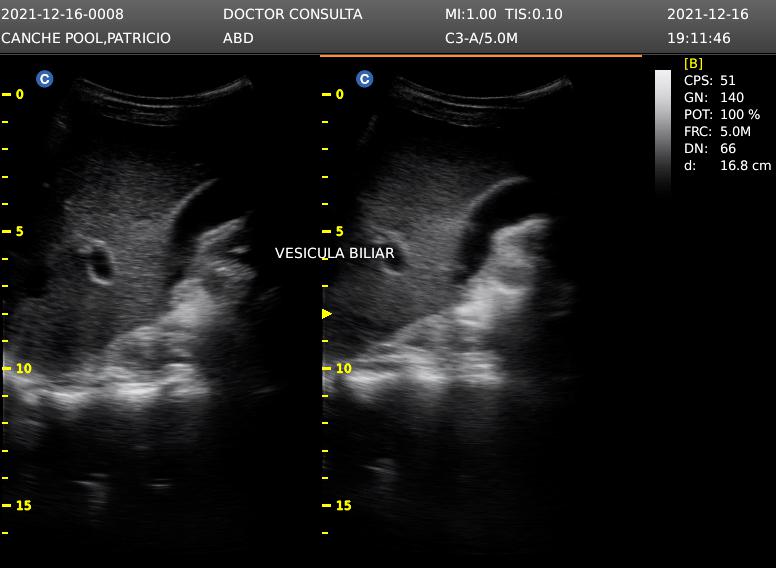 2021-12-16-0008 DOCTOR CONSULTA MI:1.00 TIS:0.10 2021-12-16
CANCHE POOL,PATRICIO ABD C3-A/5.0M 19:11:46
[B]
CPS: 51
GN: 140
POT: 100 %
FRC: 5.0M
DN: 66
d: 16.8 cm
C
0
5
10
15
VESICULA BILIAR
C
0
5
10
15